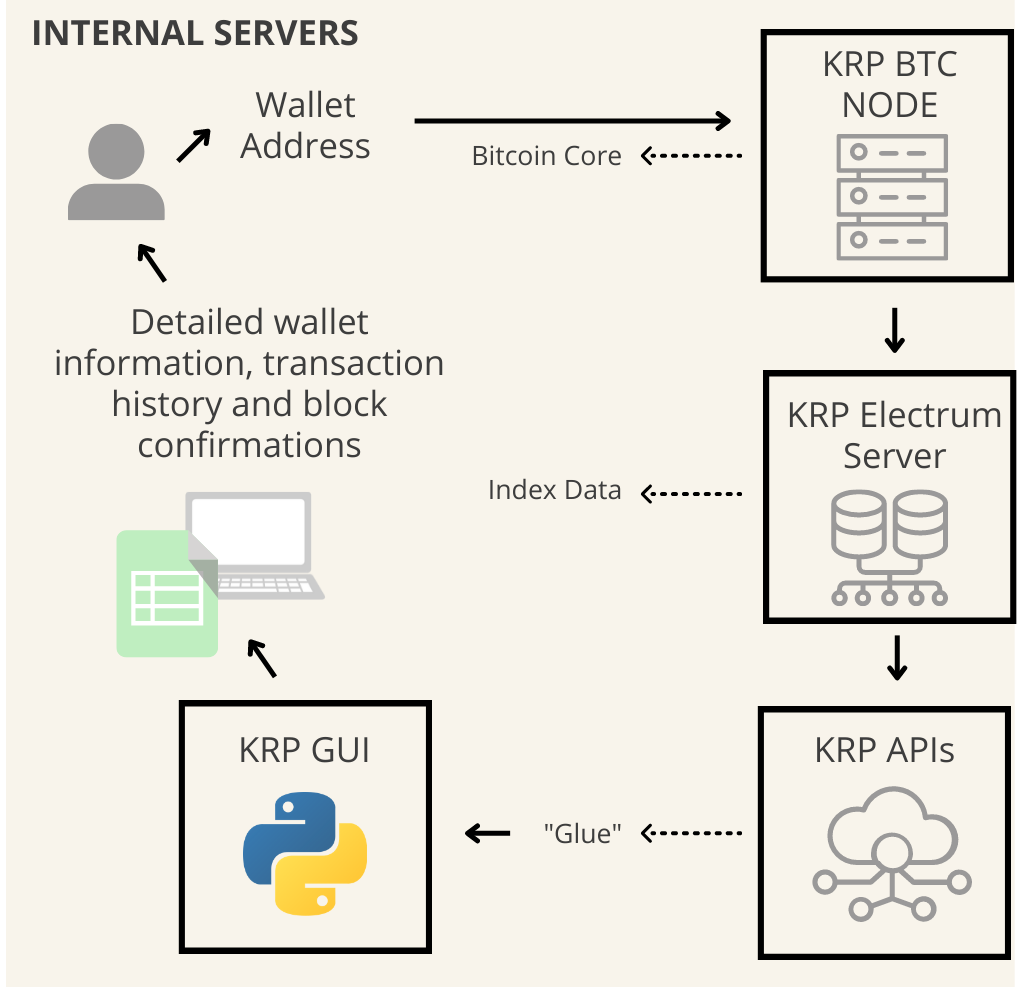 INTERNAL SERVERS
Wallet
Address
KRP BTC
NODE
Bitcoin Core
Detailed wallet
information, transaction
history and block
confirmations
KRP Electrum
Server
Index Data
KRP GUI
KRP APIs
"Glue"